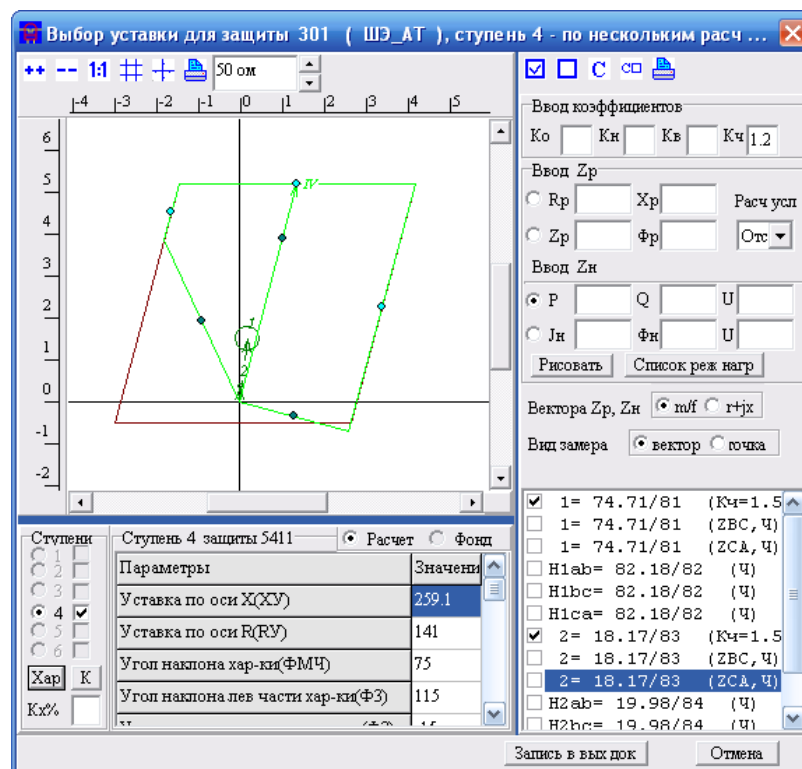 Выбор уставки для защиты 301 ( ШЭ_АТ ), ступень 4 - по нескольким расч ...
++ -- 1:1 50 ом
-4 -3 -2 -1 0 1 2 3 4 5
6
5
4
3
2
1
0
-1
-2
IV
1
2
C
Ввод коэффициентов
Ко Кн Кв Кч 1.2
Ввод Zp
Rp Xp Расч усл
Zp Фр Отс
Ввод Zн
P Q U
Jн Фн U
Рисовать Список реж нагр
Вектора Zp, Zн m/f r+jx
Вид замера вектор точка
1= 74.71/81 (Кч=1.5
1= 74.71/81 (ZBC,Ч)
1= 74.71/81 (ZCA,Ч)
H1ab= 82.18/82 (Ч)
H1bc= 82.18/82 (Ч)
H1ca= 82.18/82 (Ч)
2= 18.17/83 (Кч=1.5
2= 18.17/83 (ZBC,Ч)
2= 18.17/83 (ZCA,Ч)
H2ab= 19.98/84 (Ч)
H2bc= 19.98/84 (Ч)
Ступени
1
2
3
4
5
6
Хар К
Кх%
Ступень 4 защиты 5411 Расчет Фонд
Параметры Значени
Уставка по оси X(XУ) 259.1
Уставка по оси R(RУ) 141
Угол наклона хар-ки(ФМЧ) 75
Угол наклона лев части хар-ки(Ф3) 115
Запись в вых док Отмена